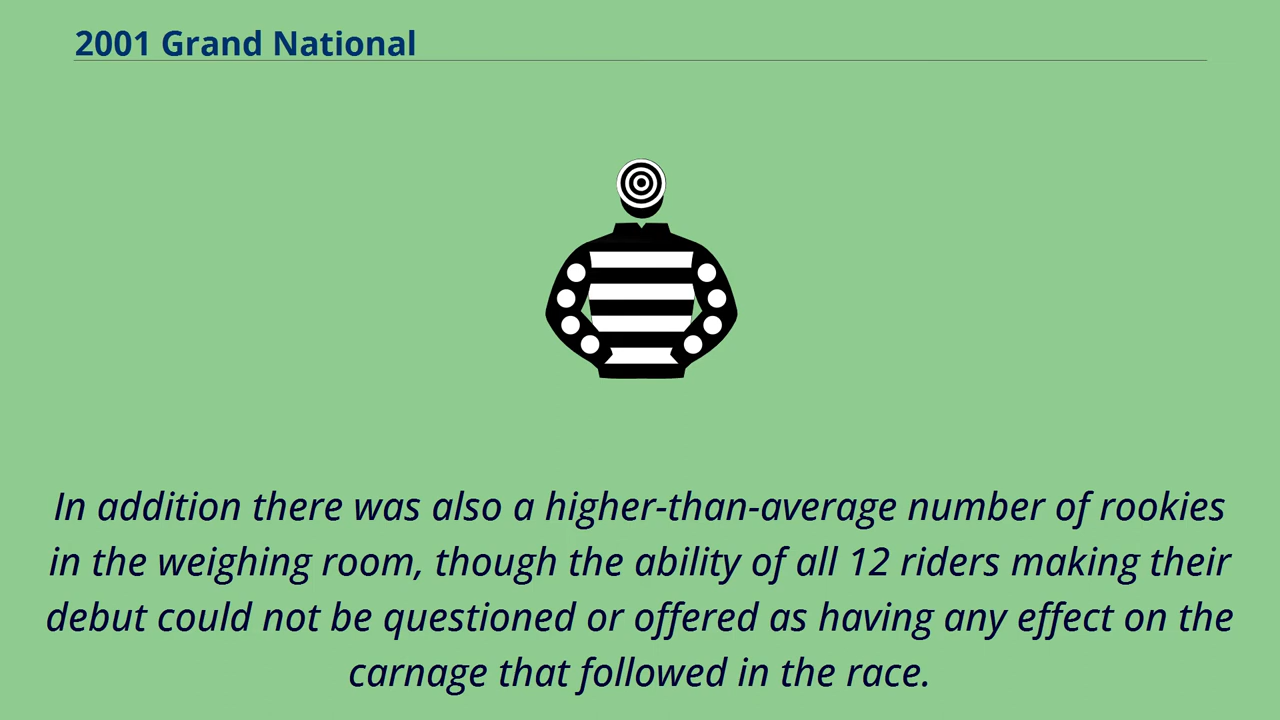 2001 Grand National
In addition there was also a higher-than-average number of rookies
in the weighing room, though the ability of all 12 riders making their
debut could not be questioned or offered as having any effect on the
carnage that followed in the race.